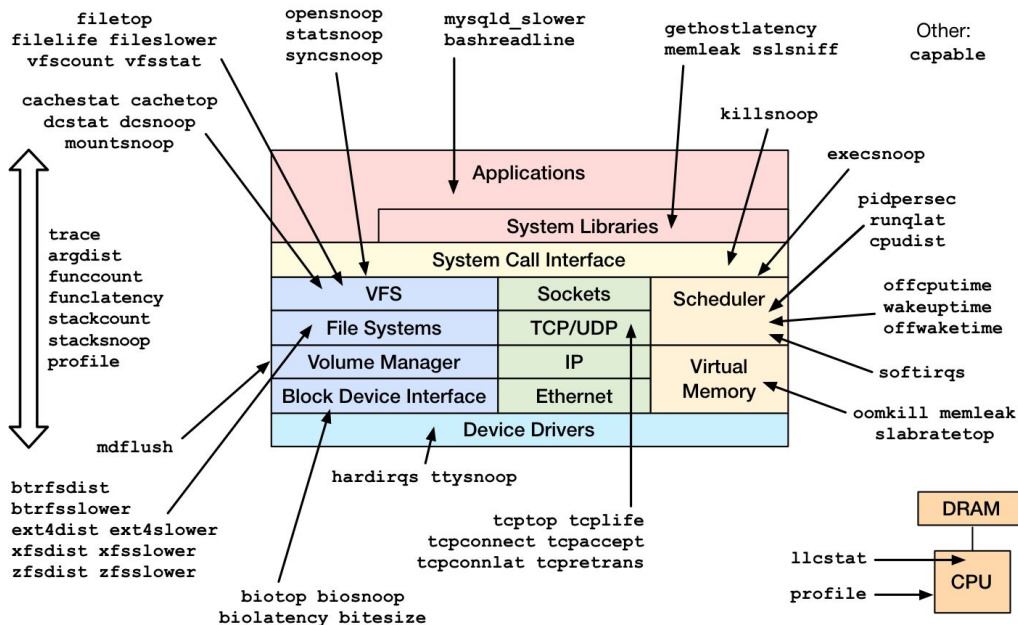 filetop
filelife fileslower
vfscount vfsstat
opensnoop
statsnoop
syncsnoop
mysqld_slower
bashreadline
gethostlatency
memleak sslsniff
Other:
capable
cachestat cachetop
dcstat dcsnoop
mountsnoop
killsnoop
execsnoop
Applications
System Libraries
System Call Interface
VFS
Sockets
Scheduler
File Systems
TCP/UDP
Volume Manager
IP
Virtual
Memory
Block Device Interface
Ethernet
Device Drivers
pidpersec
runqlat
cpudist
offcputime
wakeuptime
offwaketime
softirqs
oomkill memleak
slabratetop
trace
argdist
funccount
funclatency
stackcount
stacksnoop
profile
mdflush
hardirqs ttysnoop
btrfsdist
btrfsslower
ext4dist ext4slower
xfsdist xfsslower
zfsdist zfsslower
tcptop tcplife
tcpconnect tcpaccept
tcpconnlat tcpretrans
biotop biosnoop
biolatency bitesize
DRAM
llcstat
CPU
profile